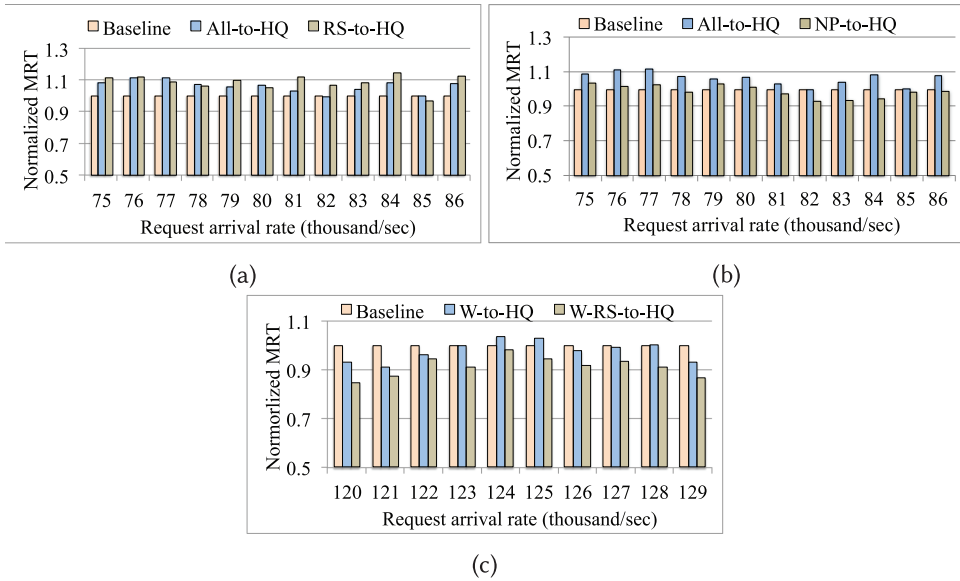 Baseline All-to-HQ RS-to-HQ
1.3
1.1
0.9
0.7
0.5
Normalized MRT
75 76 77 78 79 80 81 82 83 84 85 86
Request arrival rate (thousand/sec)
(a)
Baseline All-to-HQ NP-to-HQ
1.3
1.1
0.9
0.7
0.5
Normalized MRT
75 76 77 78 79 80 81 82 83 84 85 86
Request arrival rate (thousand/sec)
(b)
Baseline W-to-HQ W-RS-to-HQ
1.1
0.9
0.7
0.5
Normorlized MRT
120 121 122 123 124 125 126 127 128 129
Request arrival rate (thousand/sec)
(c)